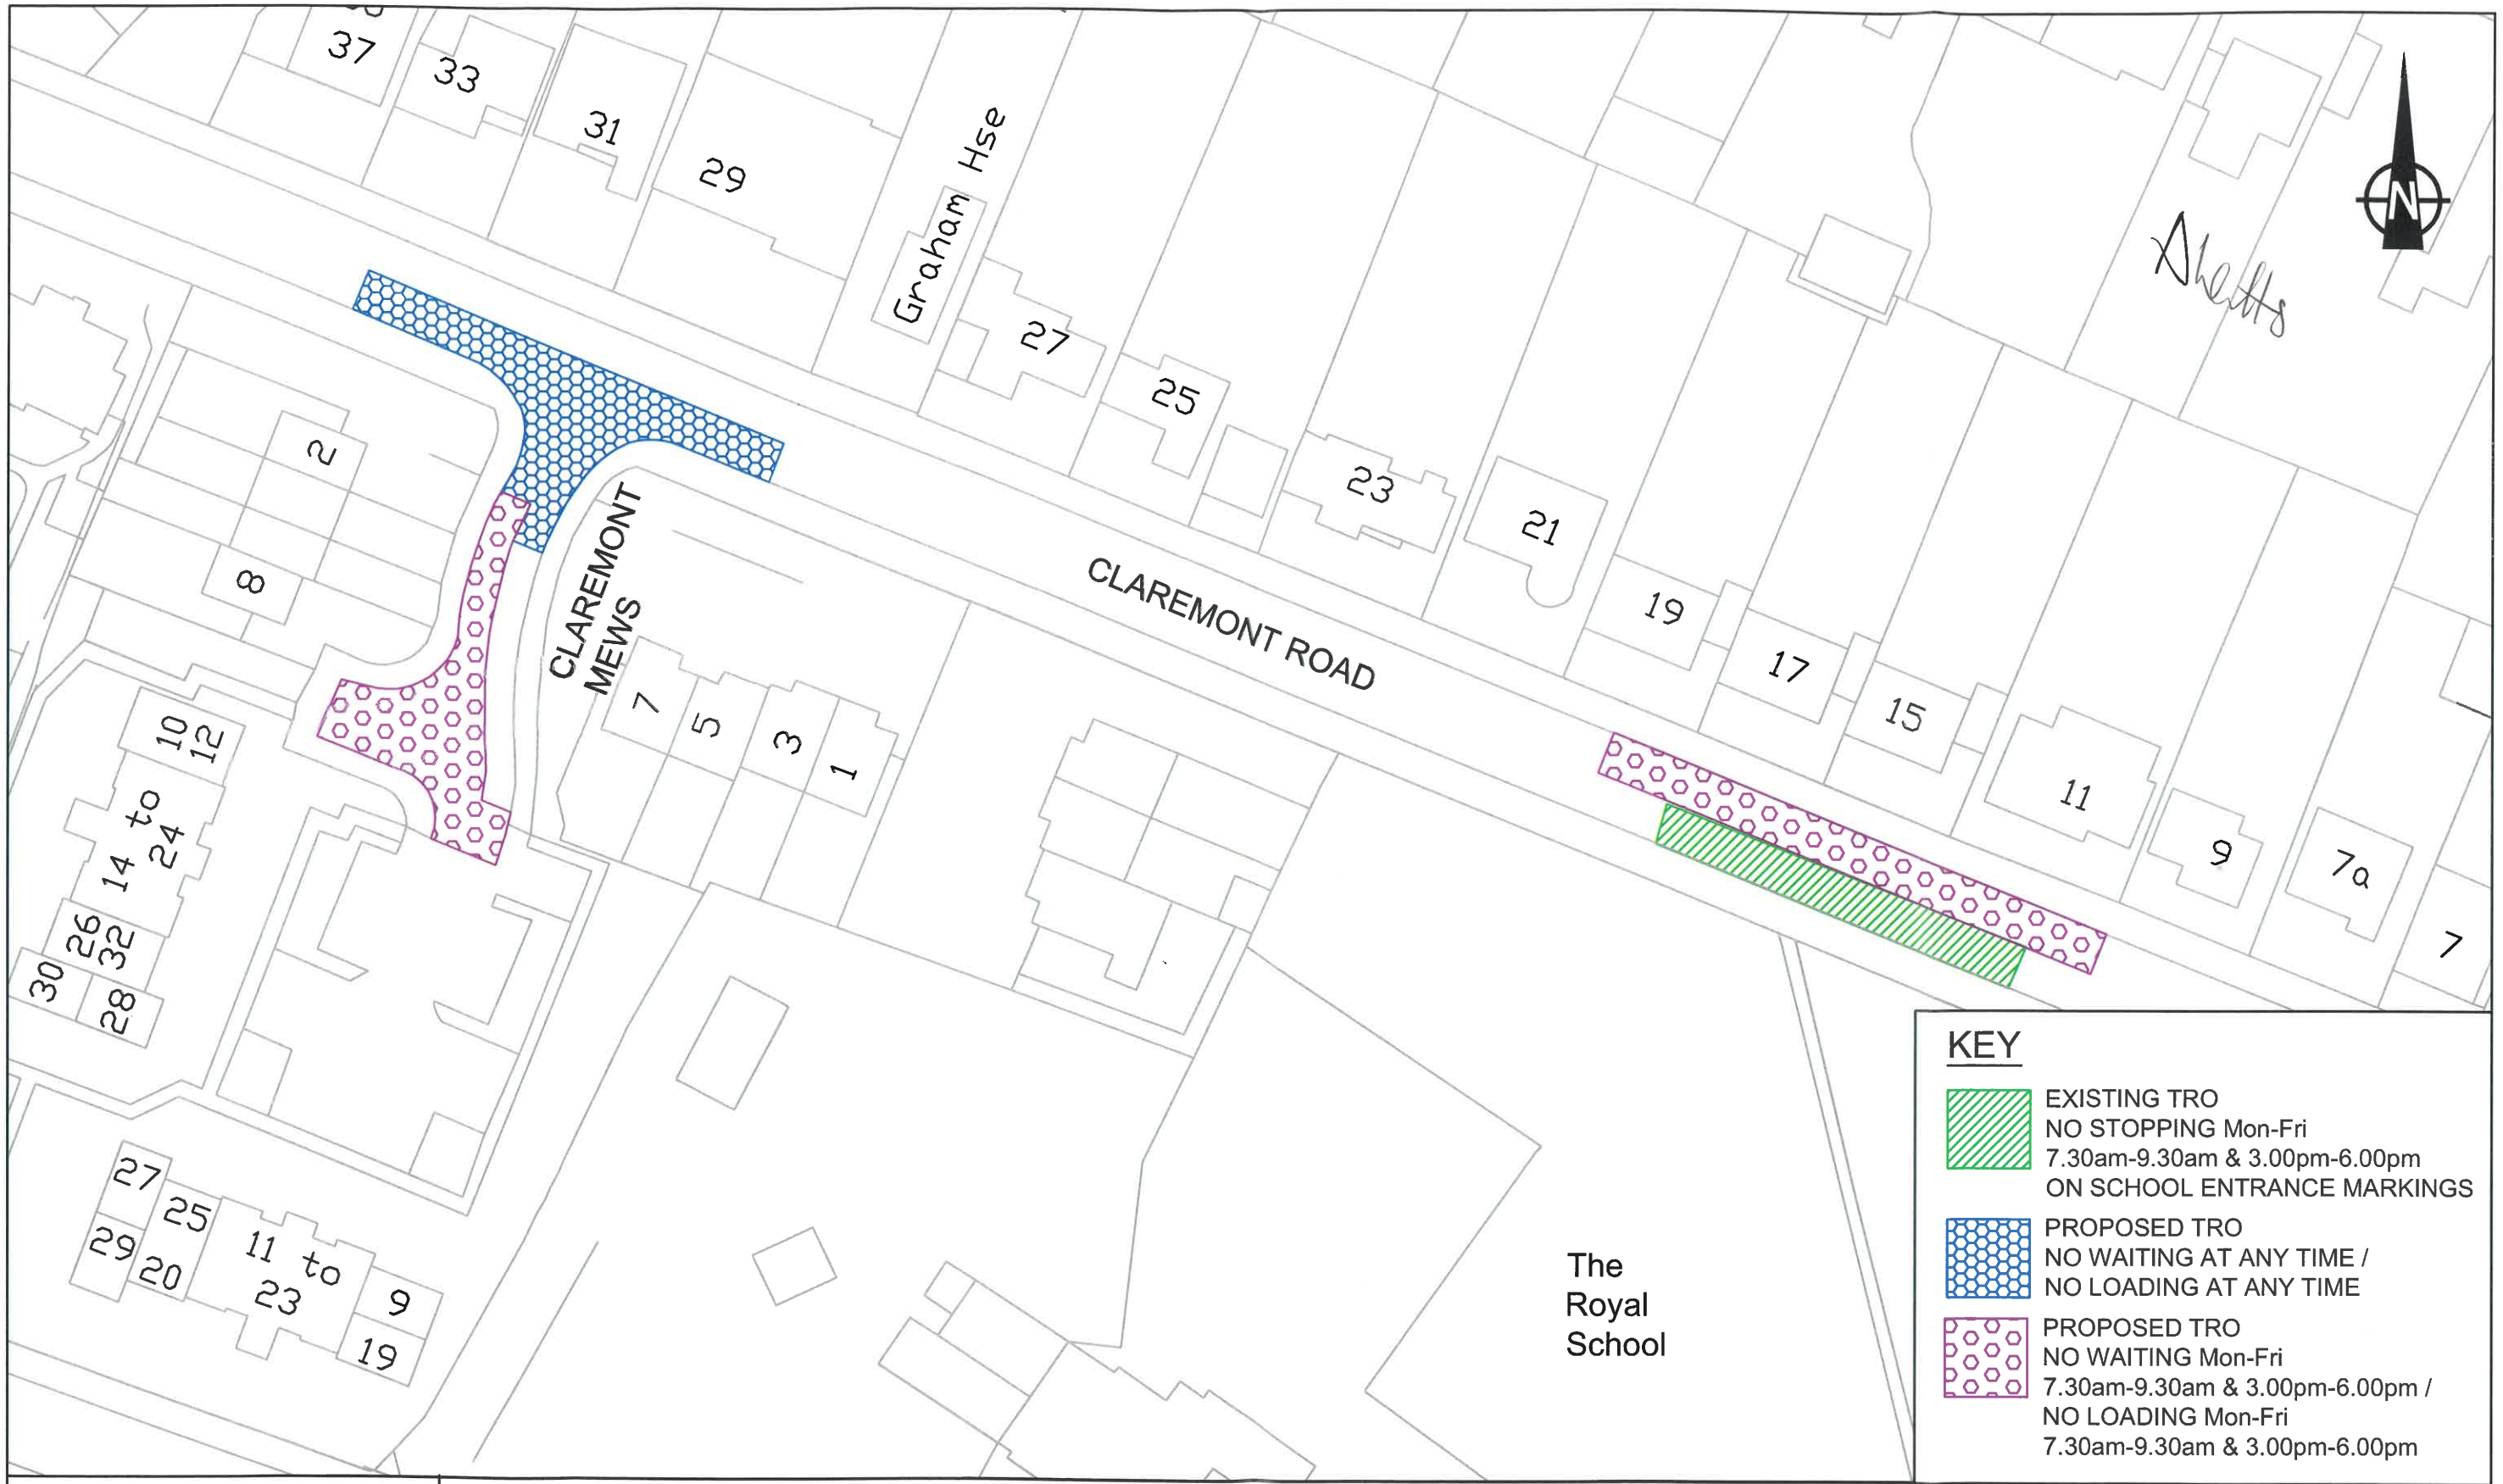 37
33
31
29
Graham Hse
27
25
23
21
19
17
15
11
9
7a
7
N
2
8
CLAREMONT
MEWS
CLAREMONT ROAD
7
5
3
1
10
12
14 to
24
26
32
30
28
27
29
25
20
11 to
23
9
19
The
Royal
School
KEY
EXISTING TRO
NO STOPPING Mon-Fri
7.30am-9.30am & 3.00pm-6.00pm
ON SCHOOL ENTRANCE MARKINGS
PROPOSED TRO
NO WAITING AT ANY TIME /
NO LOADING AT ANY TIME
PROPOSED TRO
NO WAITING Mon-Fri
7.30am-9.30am & 3.00pm-6.00pm /
NO LOADING Mon-Fri
7.30am-9.30am & 3.00pm-6.00pm